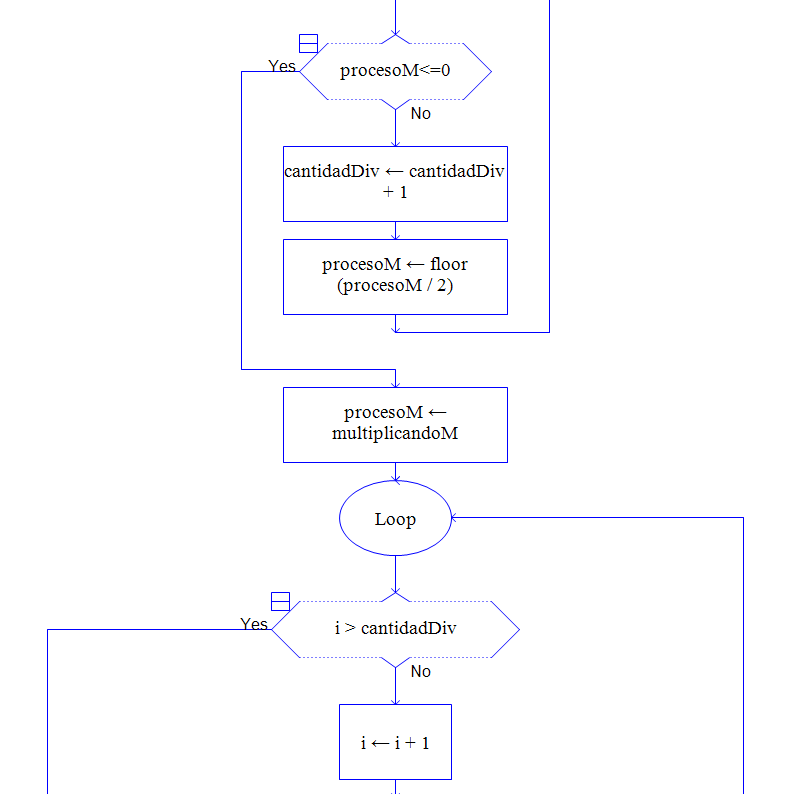 procesoM<=0
Yes
No
cantidadDiv ← cantidadDiv
+ 1
procesoM ← floor
(procesoM / 2)
procesoM ←
multiplicandoM
Loop
i > cantidadDiv
Yes
No
i ← i + 1